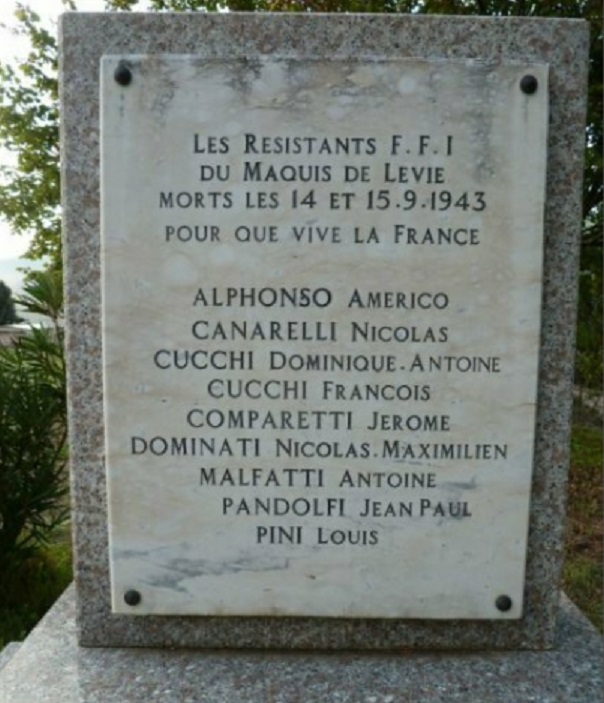 LES RESISTANTS F.F.I
DU MAQUIS DE LEVIE
MORTS LES 14 ET 15.9.1943
POUR QUE VIVE LA FRANCE
ALPHONSO AMERICO
CANARELLI NICOLAS
CUCCHI DOMINIQUE.ANTOINE
CUCCHI FRANCOIS
COMPARETTI JEROME
DOMINATI NICOLAS.MAXIMILIEN
MALFATTI ANTOINE
PANDOLFI JEAN PAUL
PINI LOUIS